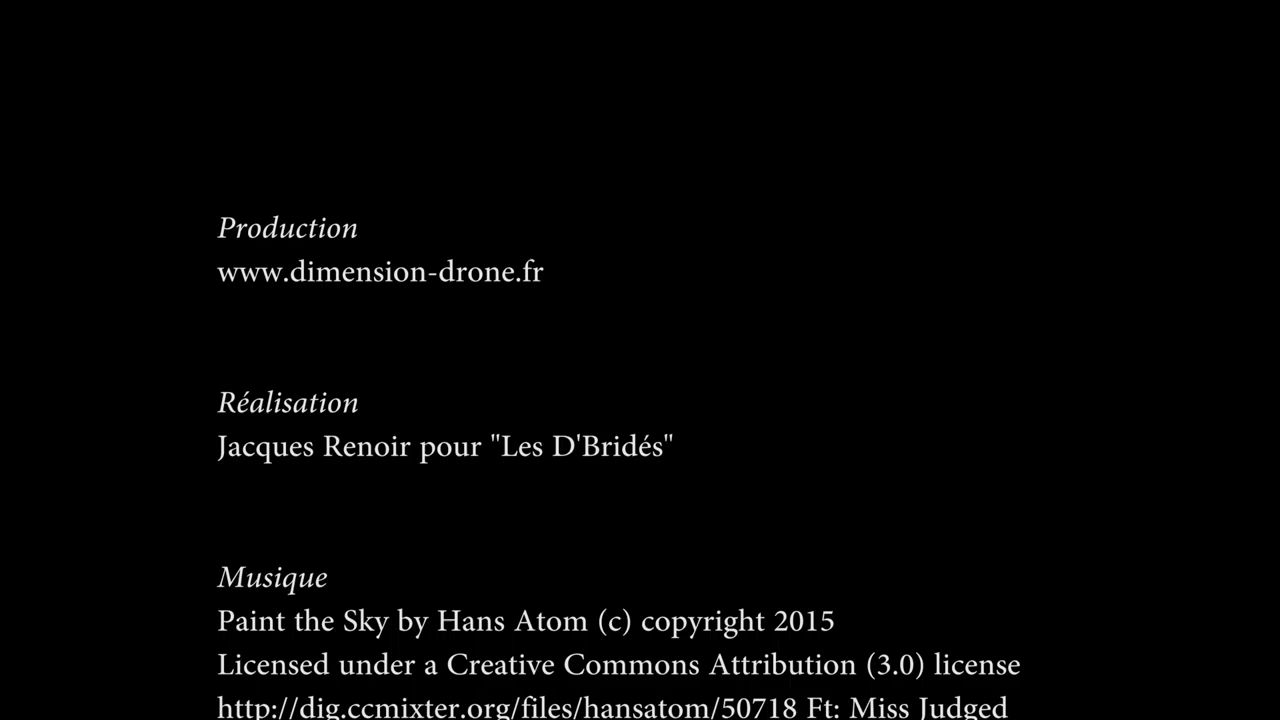 Production
www.dimension-drone.fr
Réalisation
Jacques Renoir pour "Les D'Bridés"
Musique
Paint the Sky by Hans Atom (c) copyright 2015
Licensed under a Creative Commons Attribution (3.0) license
http://dig.ccmixter.org/files/hansatom/50718 Ft: Miss Judged